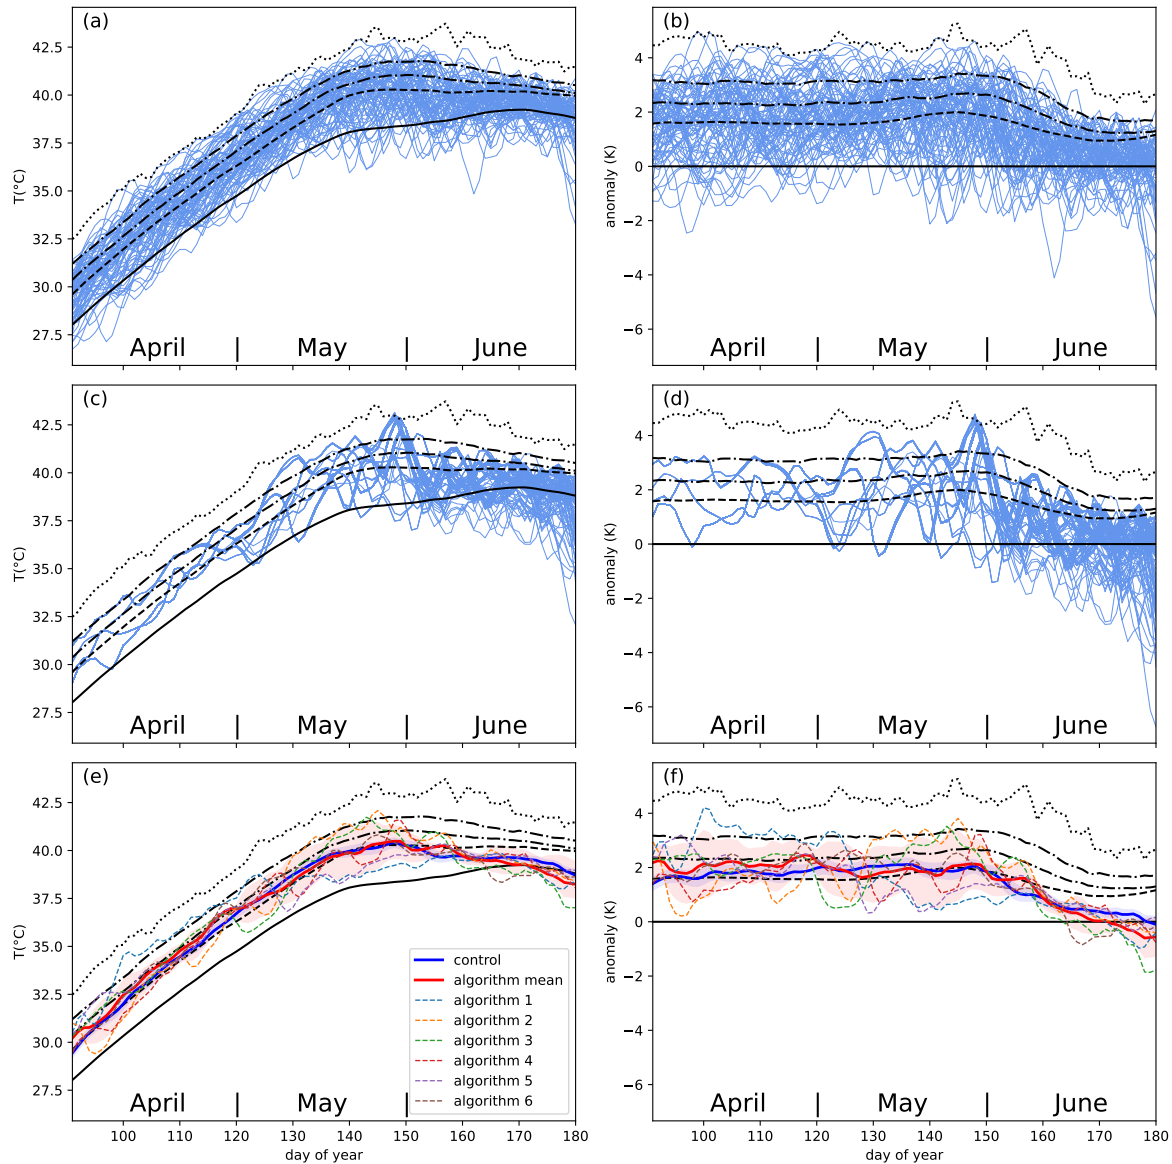 (a)
42.5
40.0
37.5
35.0
32.5
30.0
27.5
T(°C)
April | May | June
(b)
4
2
0
−2
−4
−6
anomaly (K)
April | May | June
(c)
42.5
40.0
37.5
35.0
32.5
30.0
27.5
T(°C)
April | May | June
(d)
4
2
0
−2
−4
−6
anomaly (K)
April | May | June
(e)
42.5
40.0
37.5
35.0
32.5
30.0
27.5
T(°C)
control
algorithm mean
algorithm 1
algorithm 2
algorithm 3
algorithm 4
algorithm 5
algorithm 6
April | May |
100 110 120 130 140 150 160 170 180
day of year
(f)
4
2
0
−2
−4
−6
anomaly (K)
April | May | June
100 110 120 130 140 150 160 170 180
day of year